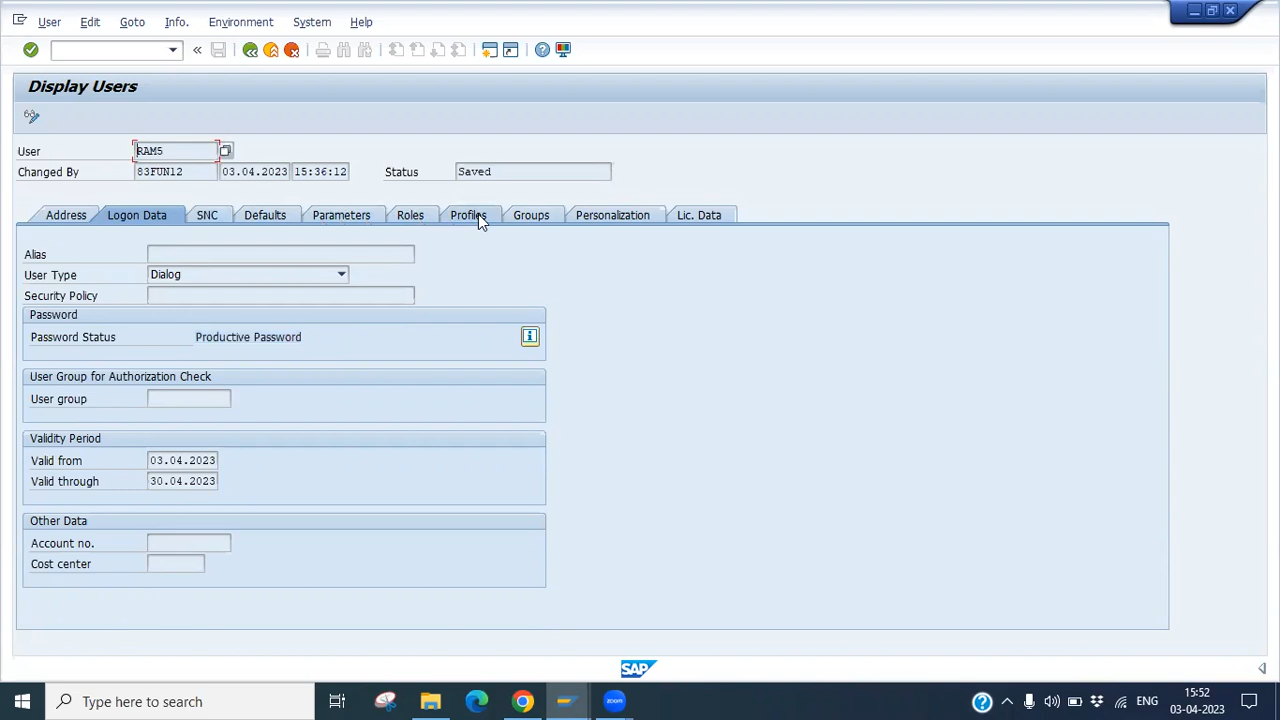 User Edit Goto Info. Environment System Help
Display Users
User RAM5
Changed By 83FUN12 03.04.2023 15:36:12 Status Saved
Address Logon Data SNC Defaults Parameters Roles Profiles Groups Personalization Lic. Data
Alias
User Type Dialog
Security Policy
Password
Password Status Productive Password
User Group for Authorization Check
User group
Validity Period
Valid from 03.04.2023
Valid through 30.04.2023
Other Data
Account no.
Cost center
SAP
Type here to search zoom ENG 15:52
03-04-2023